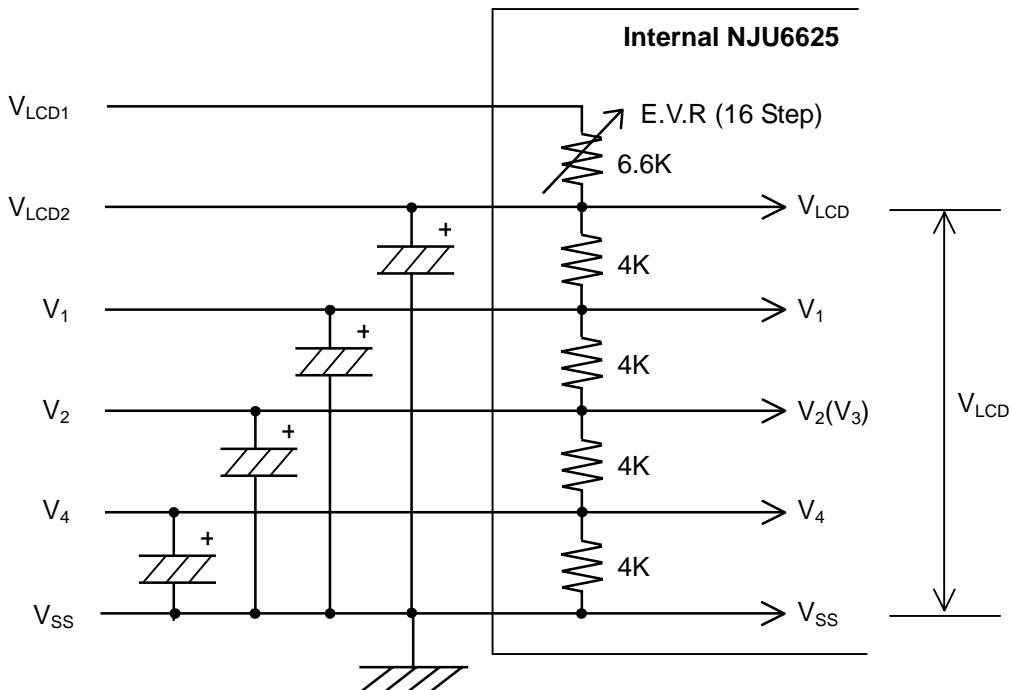 Internal NJU6625
V_LCD1
E.V.R (16 Step)
6.6K
V_LCD2
V_LCD
+
4K
V_1
V_1
+
4K
V_2
V_2(V_3)
V_LCD
+
4K
V_4
V_4
+
4K
V_SS
V_SS